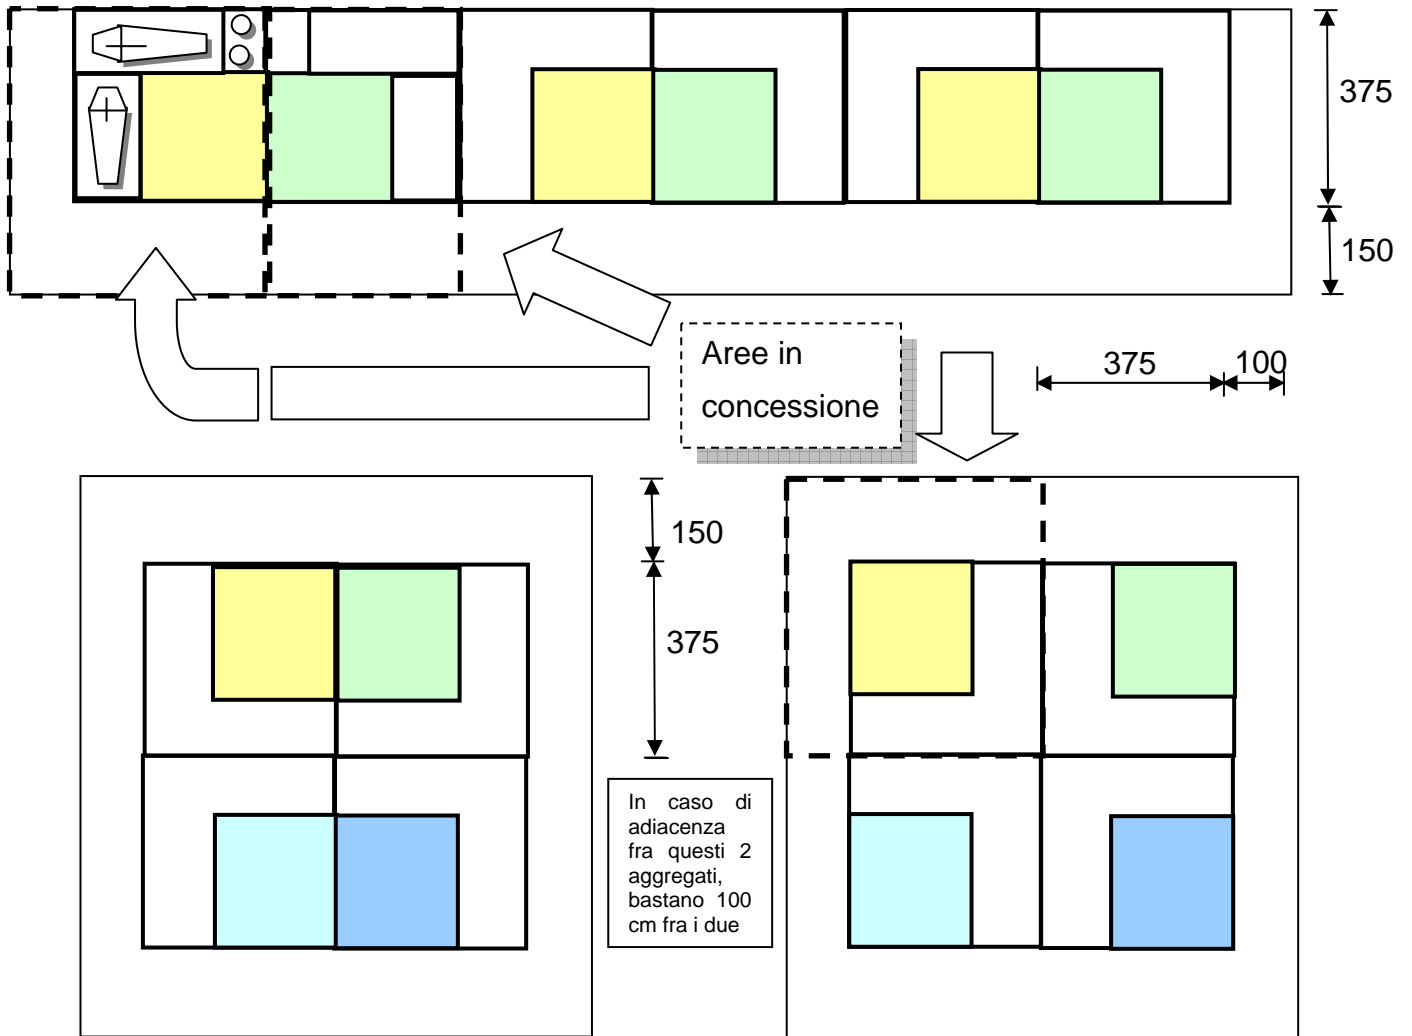 375
150
Aree in
concessione
375 100
150
375
In caso di
adiacenza
fra questi 2
aggregati,
bastano 100
cm fra i due